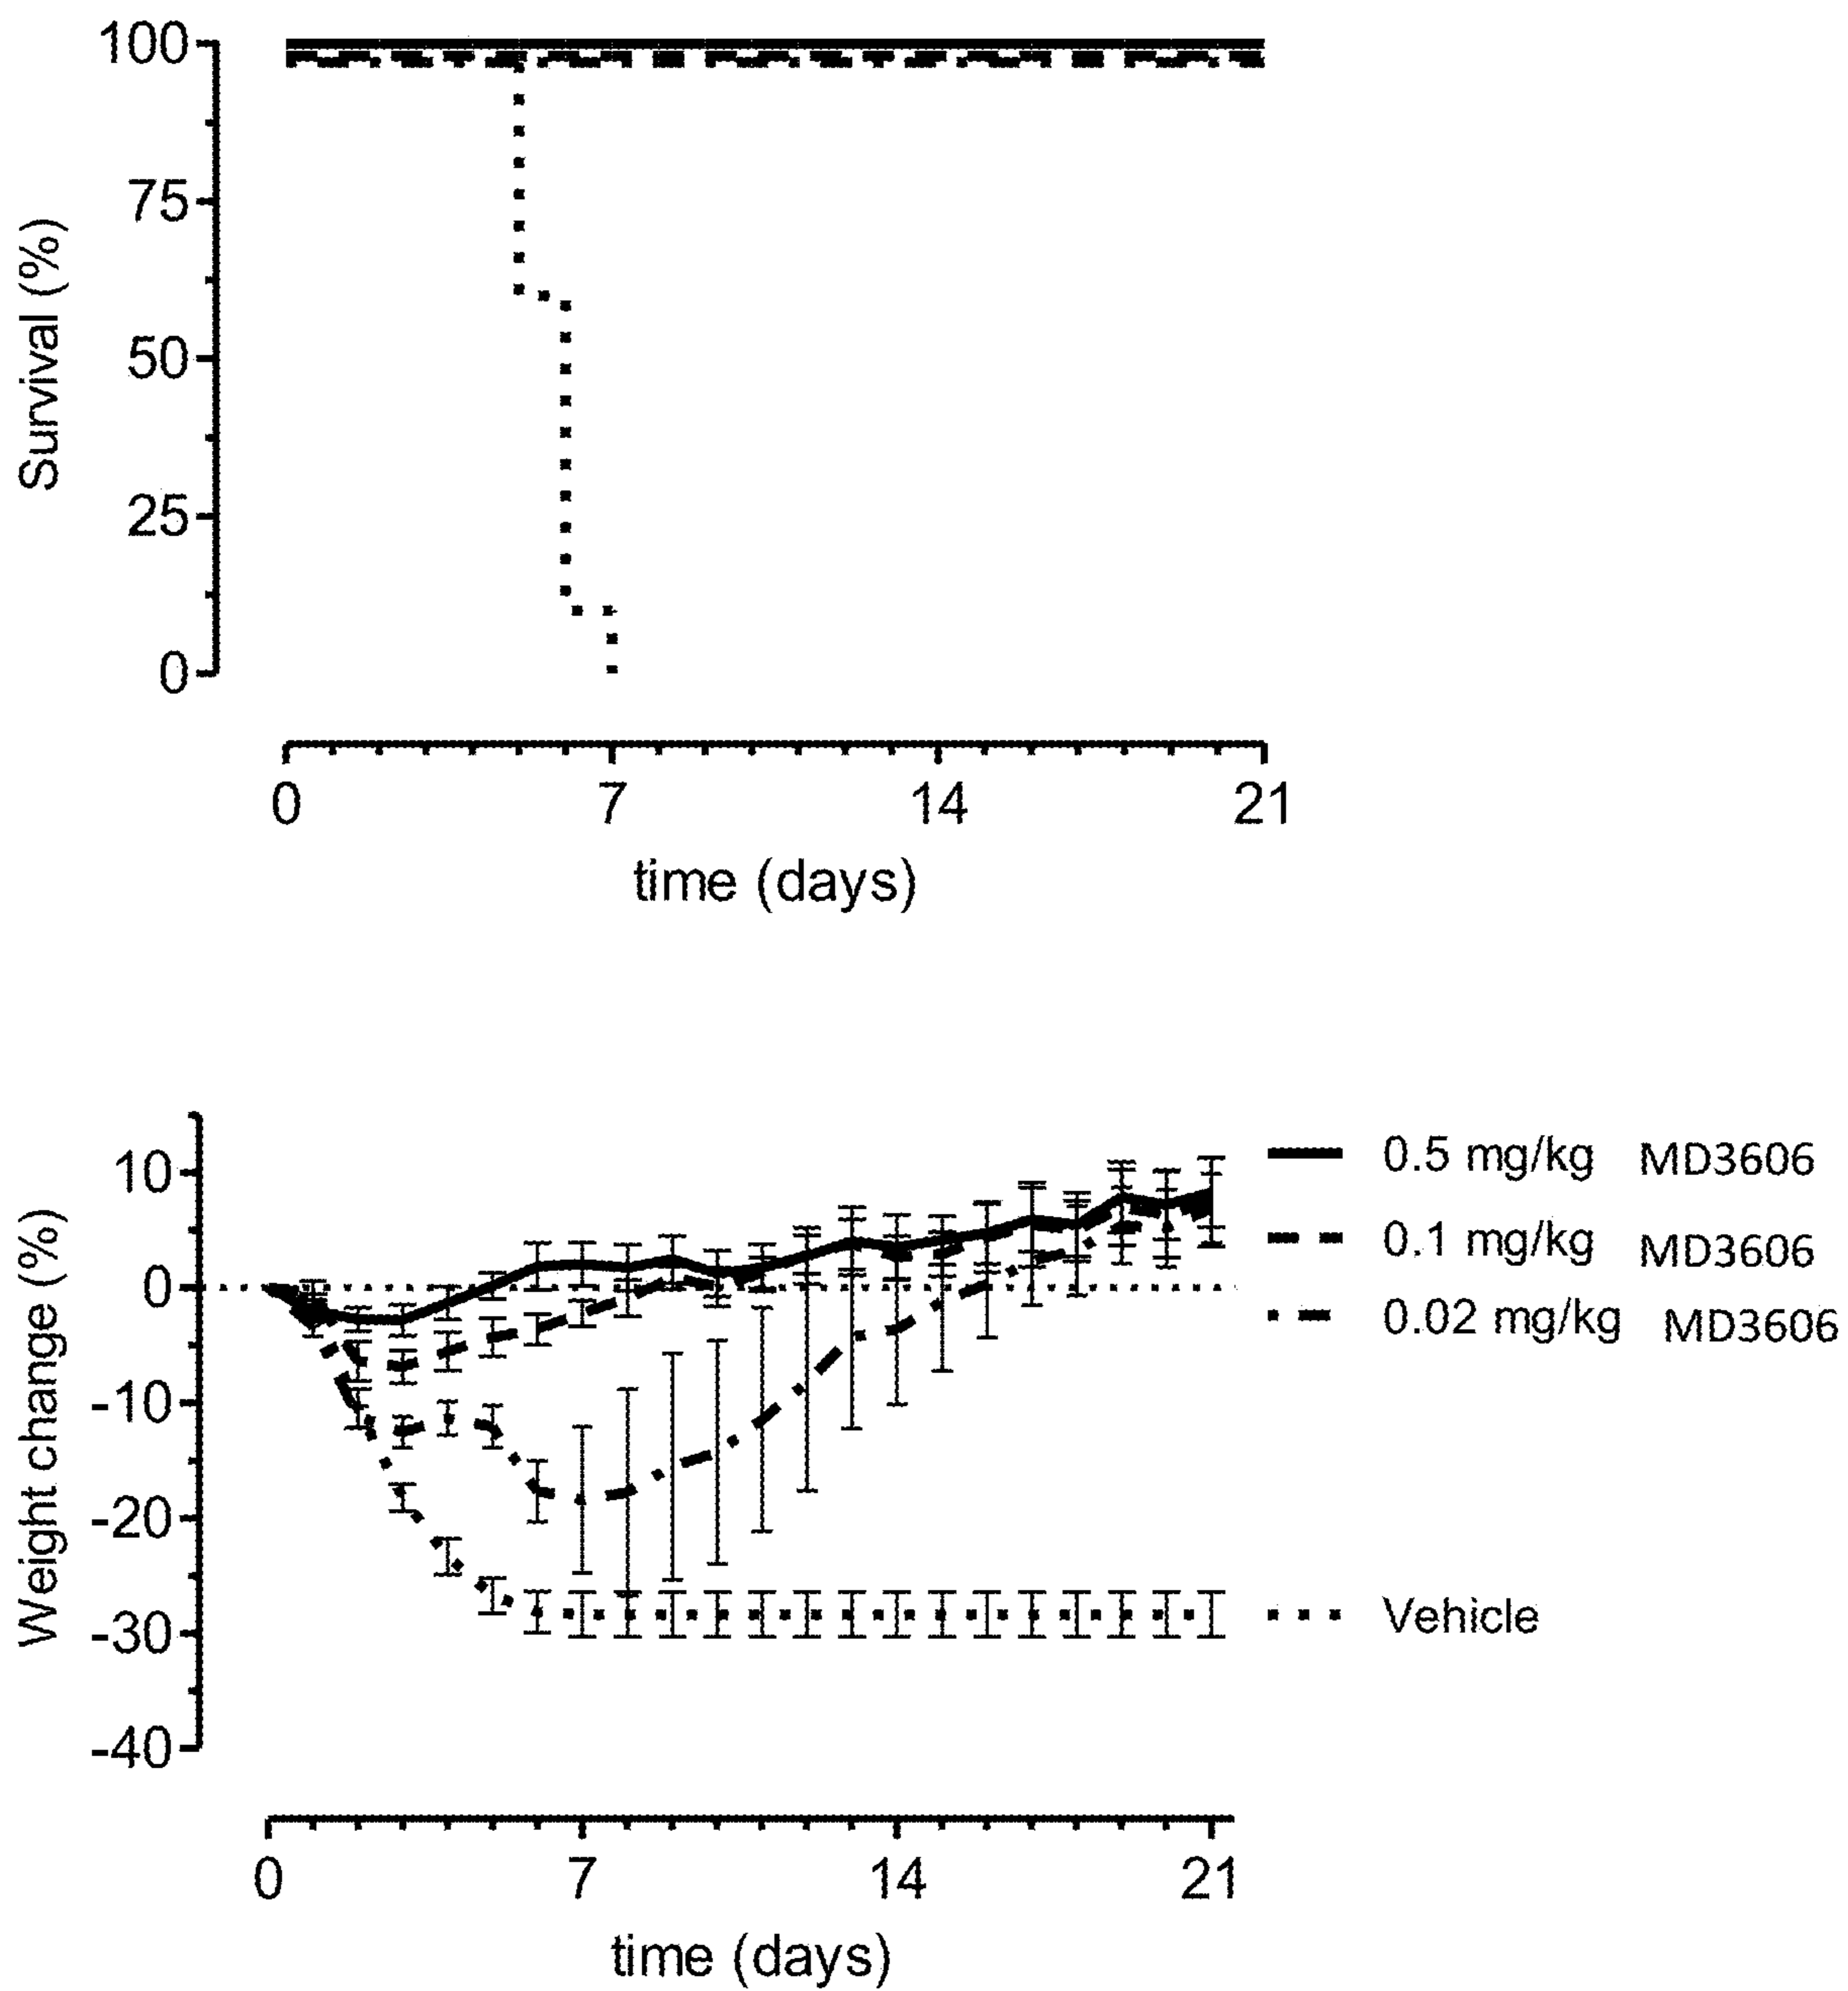 Survival (%)
100
75
50
25
0
0 7 14 21
time (days)
Weight change (%)
10
0
-10
-20
-30
-40
0 7 14 21
time (days)
0.5 mg/kg MD3606
0.1 mg/kg MD3606
0.02 mg/kg MD3606
Vehicle